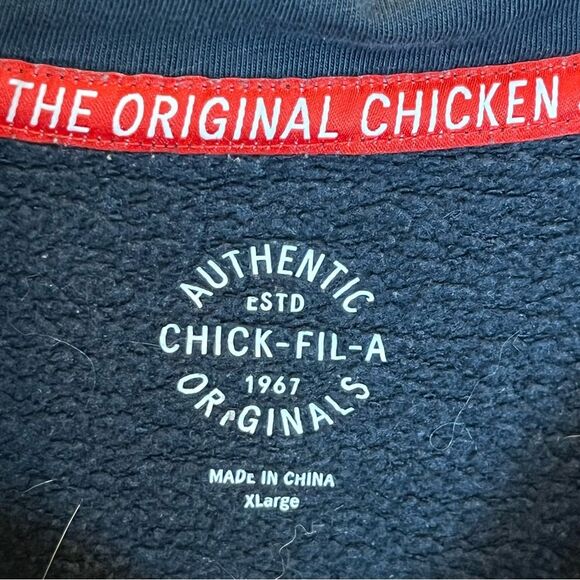 THE ORIGINAL CHICKEN
AUTHENTIC
ESTD
CHICK-FIL-A
1967
ORIGINALS
MADE IN CHINA
XLarge